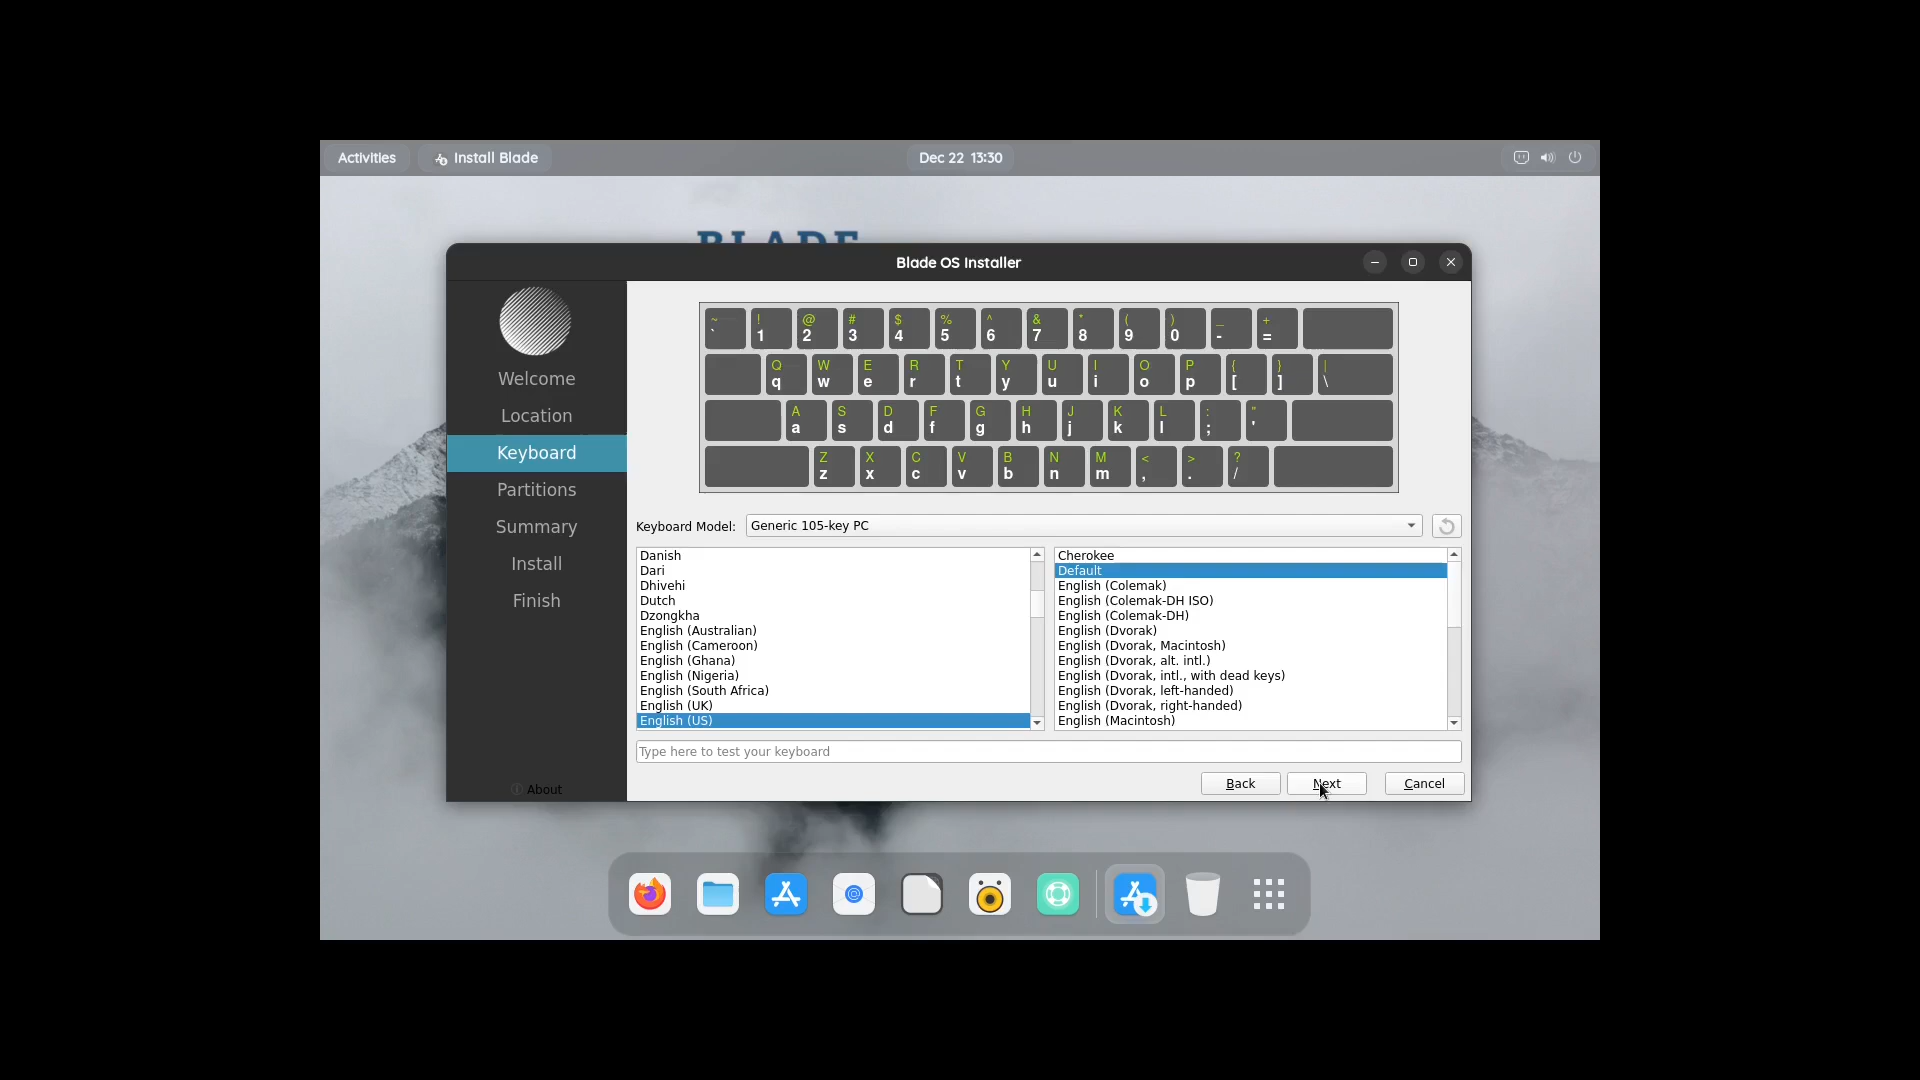 Activities
Install Blade
Dec 22 13:30
BLADE
Blade OS Installer
Welcome
Location
Keyboard
Partitions
Summary
Install
Finish
About
~ ! @ # $ % ^ & * ( ) _ +
` 1 2 3 4 5 6 7 8 9 0 - =
Q W E R T Y U I O P { } |
q w e r t y u i o p [ ] \
A S D F G H J K L : "
a s d f g h j k l ; '
Z X C V B N M < > ?
z x c v b n m , . /
Keyboard Model: Generic 105-key PC
Danish
Dari
Dhivehi
Dutch
Dzongkha
English (Australian)
English (Cameroon)
English (Ghana)
English (Nigeria)
English (South Africa)
English (UK)
English (US)
Cherokee
Default
English (Colemak)
English (Colemak-DH ISO)
English (Colemak-DH)
English (Dvorak)
English (Dvorak, Macintosh)
English (Dvorak, alt. intl.)
English (Dvorak, intl., with dead keys)
English (Dvorak, left-handed)
English (Dvorak, right-handed)
English (Macintosh)
Type here to test your keyboard
Back
Next
Cancel